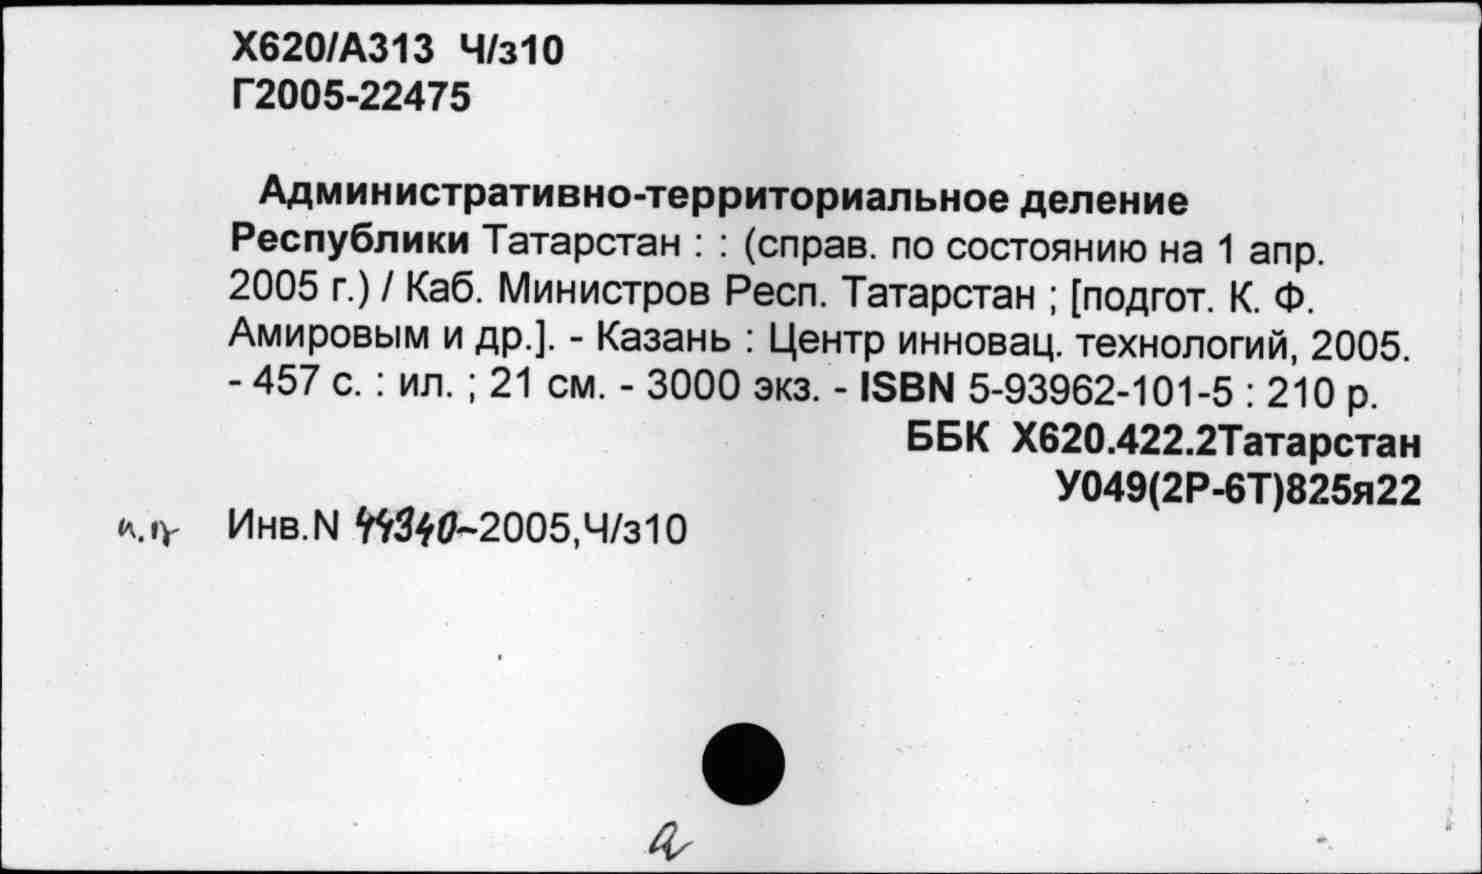 Х620/А313 Ч/з10
Г2005-22475
Административно-территориальное деление
Республики Татарстан : : (справ. по состоянию на 1 апр.
2005 г.) / Каб. Министров Респ. Татарстан ; [подгот. К. Ф.
Амировым и др.]. - Казань : Центр инновац. технологий, 2005.
- 457 с. : ил. ; 21 см. - 3000 экз. - ISBN 5-93962-101-5 : 210 р.
ББК Х620.422.2Татарстан
У049(2Р-6Т)825я22
Инв.N 44340-2005,Ч/з10
a